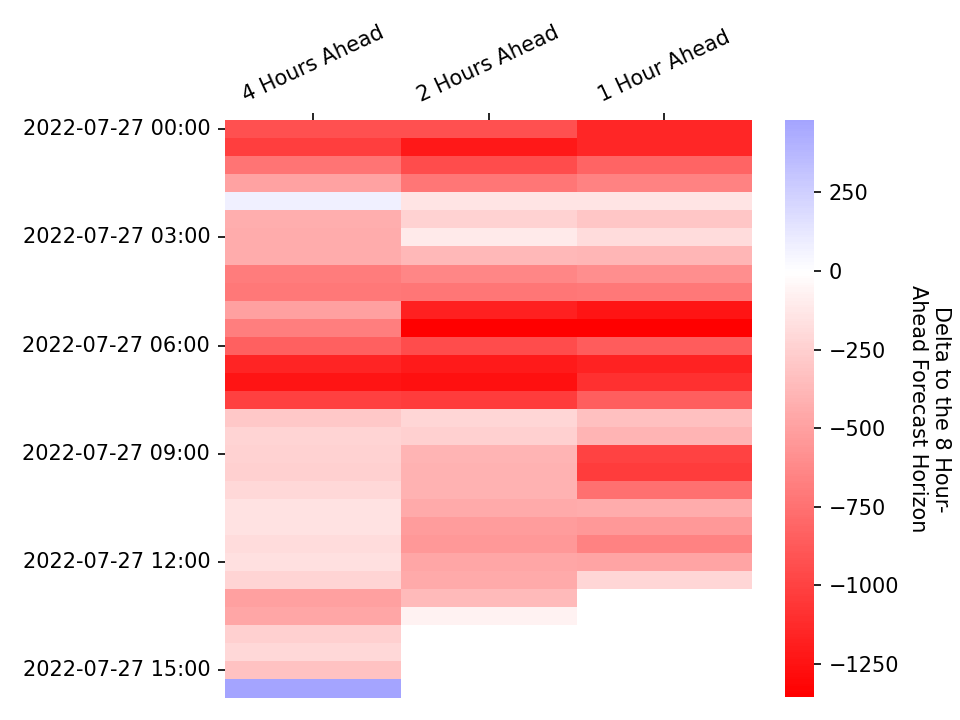 4 Hours Ahead
2 Hours Ahead
1 Hour Ahead
2022-07-27 00:00
2022-07-27 03:00
2022-07-27 06:00
2022-07-27 09:00
2022-07-27 12:00
2022-07-27 15:00
250
0
−250
−500
−750
−1000
−1250
Delta to the 8 Hour-
Ahead Forecast Horizon